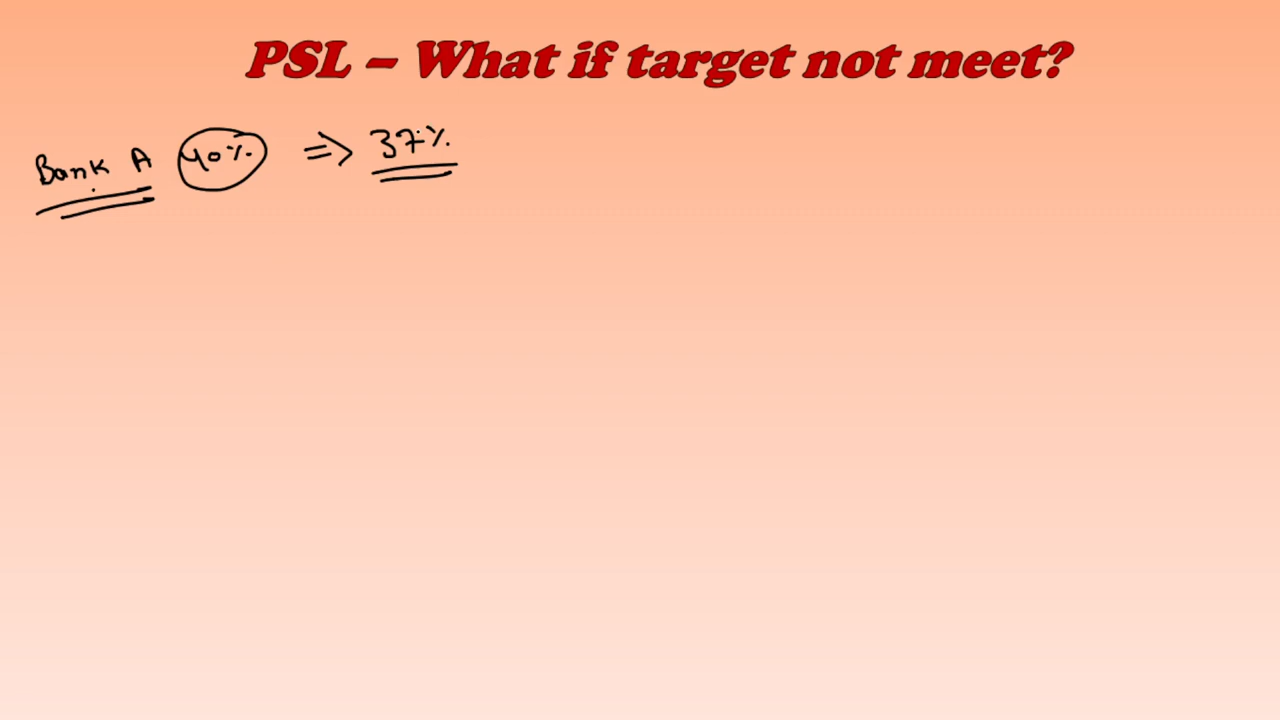 PSL – What if target not meet?
Bank A 40% => 37%